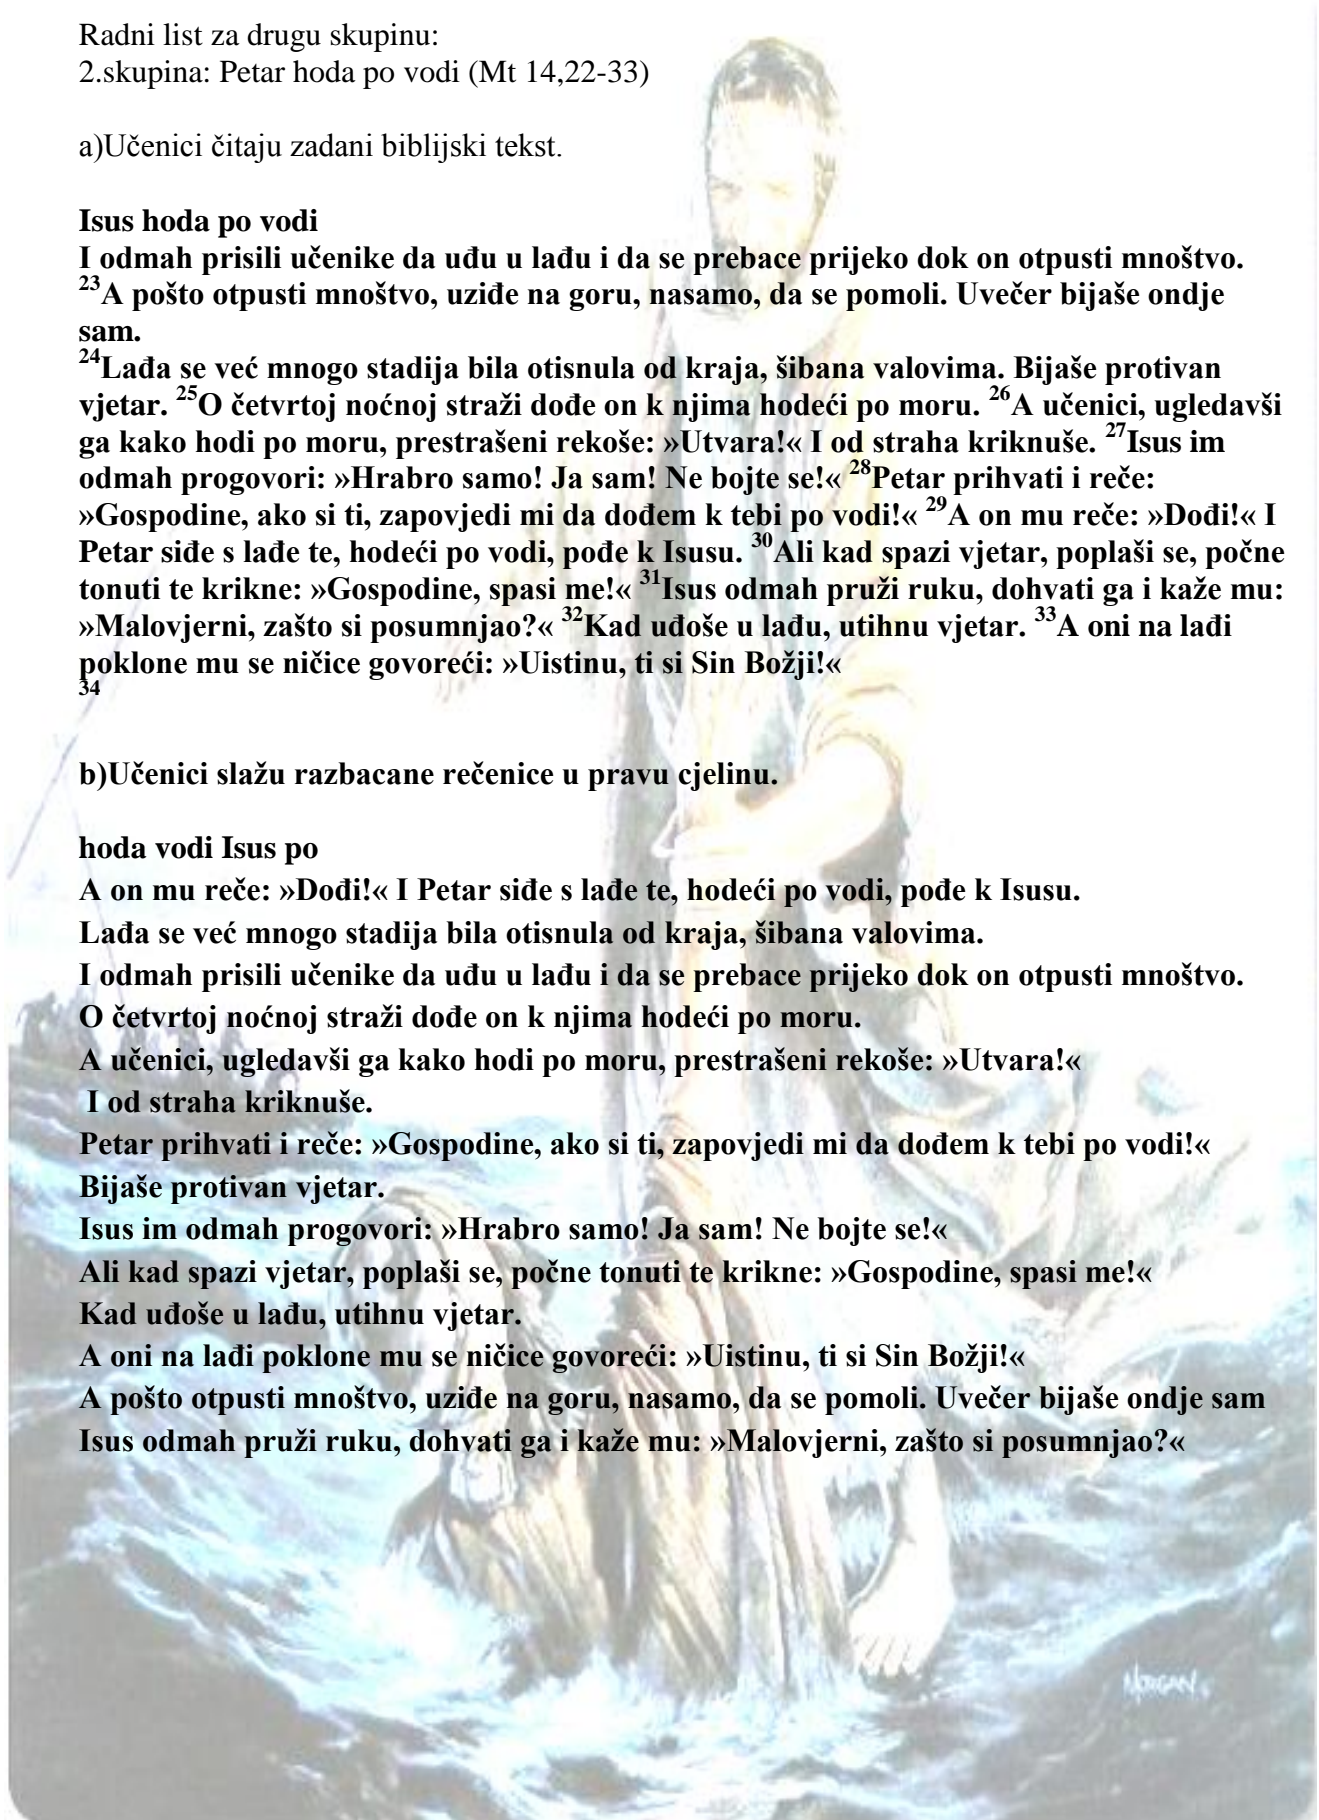 Radni list za drugu skupinu:
2.skupina: Petar hoda po vodi (Mt 14,22-33)
a)Učenici čitaju zadani biblijski tekst.
Isus hoda po vodi
I odmah prisili učenike da uđu u lađu i da se prebace prijeko dok on otpusti mnoštvo.
23A pošto otpusti mnoštvo, uziđe na goru, nasamo, da se pomoli. Uvečer bijaše ondje
sam.
24Lađa se već mnogo stadija bila otisnula od kraja, šibana valovima. Bijaše protivan
vjetar. 25O četvrtoj noćnoj straži dođe on k njima hodeći po moru. 26A učenici, ugledavši
ga kako hodi po moru, prestrašeni rekoše: »Utvara!« I od straha kriknuše. 27Isus im
odmah progovori: »Hrabro samo! Ja sam! Ne bojte se!« 28Petar prihvati i reče:
»Gospodine, ako si ti, zapovjedi mi da dođem k tebi po vodi!« 29A on mu reče: »Dođi!« I
Petar siđe s lađe te, hodeći po vodi, pođe k Isusu. 30Ali kad spazi vjetar, poplaši se, počne
tonuti te krikne: »Gospodine, spasi me!« 31Isus odmah pruži ruku, dohvati ga i kaže mu:
»Malovjerni, zašto si posumnjao?« 32Kad uđoše u lađu, utihnu vjetar. 33A oni na lađi
poklone mu se ničice govoreći: »Uistinu, ti si Sin Božji!«
34
b)Učenici slažu razbacane rečenice u pravu cjelinu.
hoda vodi Isus po
A on mu reče: »Dođi!« I Petar siđe s lađe te, hodeći po vodi, pođe k Isusu.
Lađa se već mnogo stadija bila otisnula od kraja, šibana valovima.
I odmah prisili učenike da uđu u lađu i da se prebace prijeko dok on otpusti mnoštvo.
O četvrtoj noćnoj straži dođe on k njima hodeći po moru.
A učenici, ugledavši ga kako hodi po moru, prestrašeni rekoše: »Utvara!«
I od straha kriknuše.
Petar prihvati i reče: »Gospodine, ako si ti, zapovjedi mi da dođem k tebi po vodi!«
Bijaše protivan vjetar.
Isus im odmah progovori: »Hrabro samo! Ja sam! Ne bojte se!«
Ali kad spazi vjetar, poplaši se, počne tonuti te krikne: »Gospodine, spasi me!«
Kad uđoše u lađu, utihnu vjetar.
A oni na lađi poklone mu se ničice govoreći: »Uistinu, ti si Sin Božji!«
A pošto otpusti mnoštvo, uziđe na goru, nasamo, da se pomoli. Uvečer bijaše ondje sam
Isus odmah pruži ruku, dohvati ga i kaže mu: »Malovjerni, zašto si posumnjao?«
MORGAN